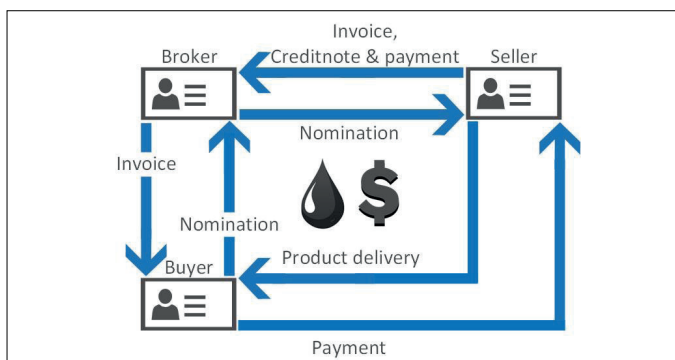 Invoice,
Broker Creditnote & payment Seller
Nomination
Invoice
Nomination
Product delivery
Buyer
Payment